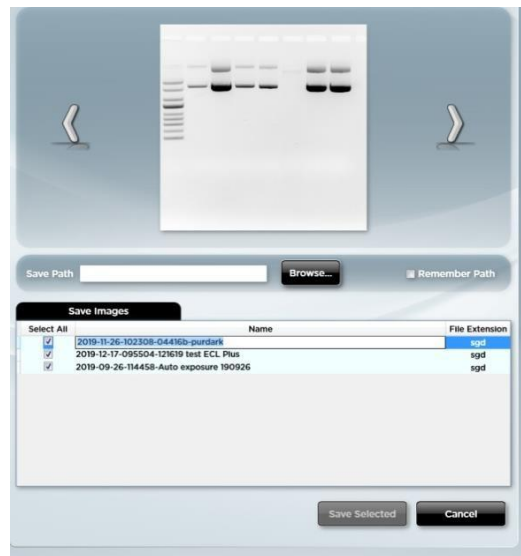 Save Path
Browse...
Remember Path
Save Images
Select All Name File Extension
2019-11-26-102308-04416b-purdark sgd
2019-12-17-095504-121619 test ECL Plus sgd
2019-09-26-114458-Auto exposure 190926 sgd
Save Selected
Cancel